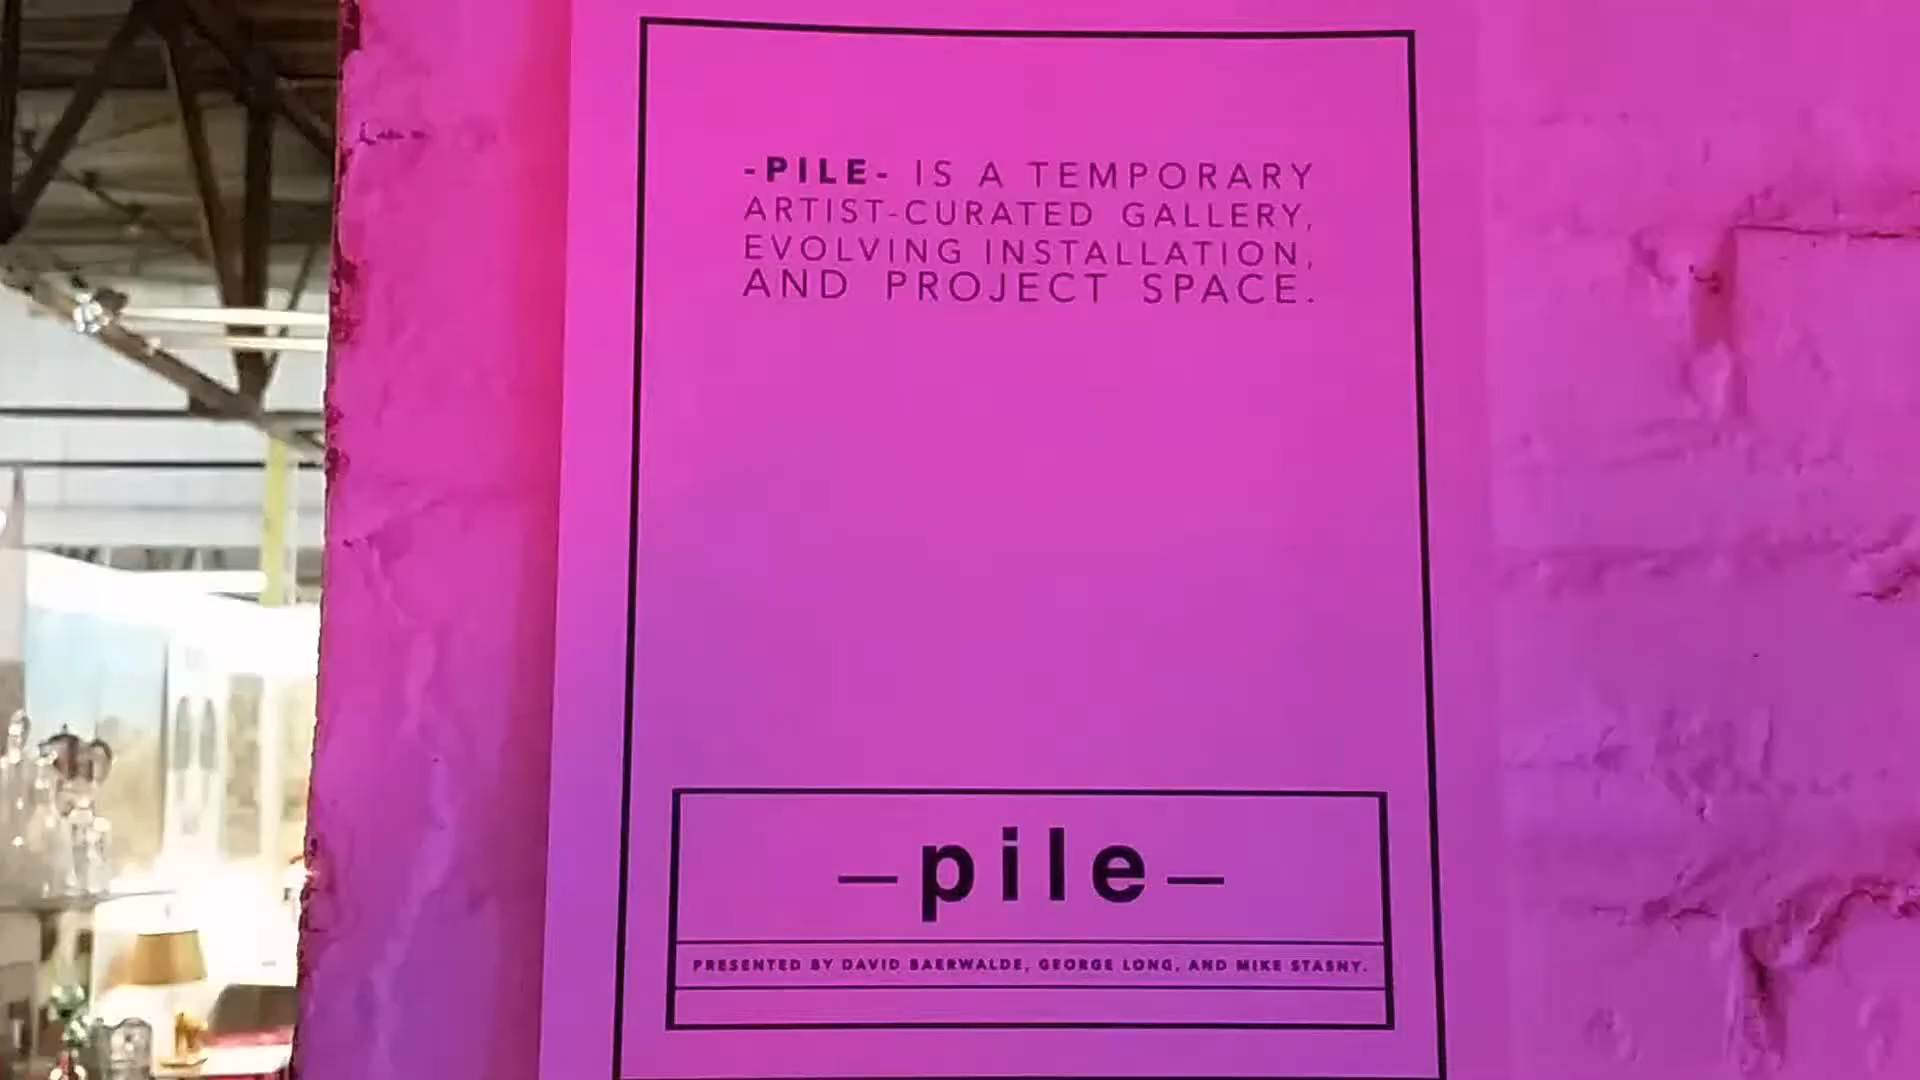 -PILE- IS A TEMPORARY
ARTIST-CURATED GALLERY,
EVOLVING INSTALLATION,
AND PROJECT SPACE.
—pile—
PRESENTED BY DAVID BAERWALDE, GEORGE LONG, AND MIKE STASNY.